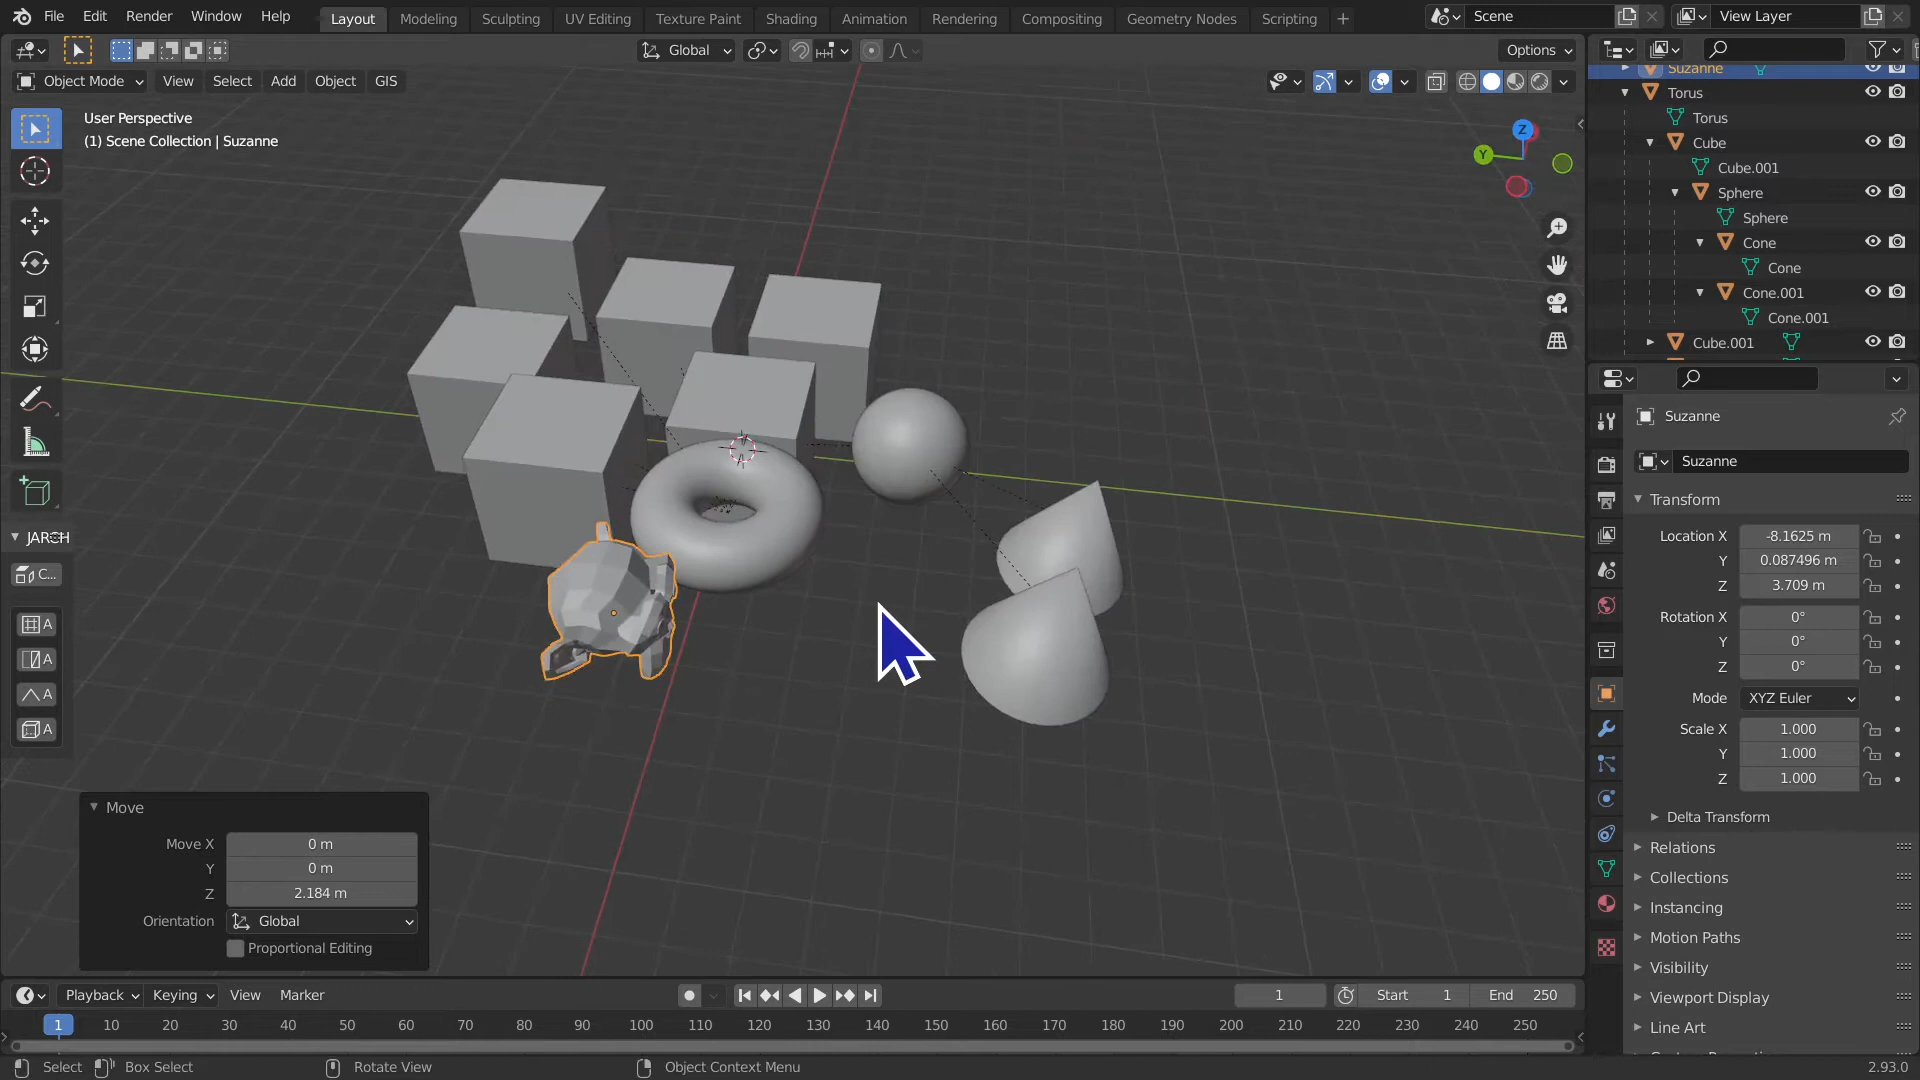 File Edit Render Window Help Layout Modeling Sculpting UV Editing Texture Paint Shading Animation Rendering Compositing Geometry Nodes Scripting + Scene View Layer
Global Options
Object Mode View Select Add Object GIS
User Perspective
(1) Scene Collection | Suzanne
Z
Y
JARCH
C...
A
A
A
A
Suzanne
Torus
Torus
Cube
Cube.001
Sphere
Sphere
Cone
Cone
Cone.001
Cone.001
Cube.001
Suzanne
Suzanne
Transform
Location X -8.1625 m
Y 0.087496 m
Z 3.709 m
Rotation X 0°
Y 0°
Z 0°
Mode XYZ Euler
Scale X 1.000
Y 1.000
Z 1.000
Delta Transform
Relations
Collections
Instancing
Motion Paths
Visibility
Viewport Display
Line Art
Move
Move X 0 m
Y 0 m
Z 2.184 m
Orientation Global
Proportional Editing
Playback Keying View Marker 1 Start 1 End 250
1 10 20 30 40 50 60 70 80 90 100 110 120 130 140 150 160 170 180 190 200 210 220 230 240 250
Select Box Select Rotate View Object Context Menu 2.93.0